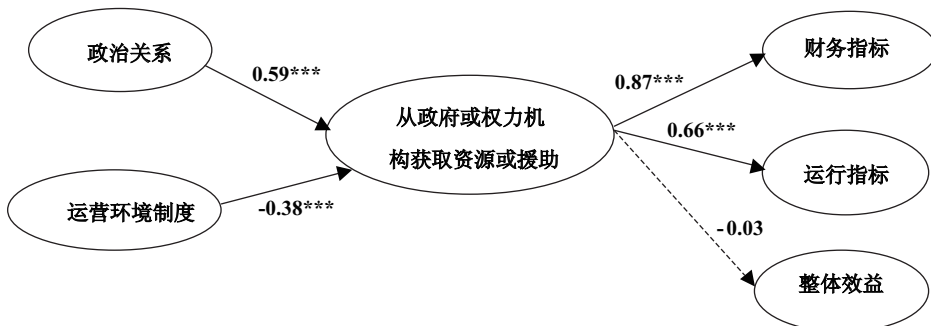 政治关系
0.59***
运营环境制度
-0.38***
从政府或权力机
构获取资源或援助
0.87***
财务指标
0.66***
运行指标
-0.03
整体效益